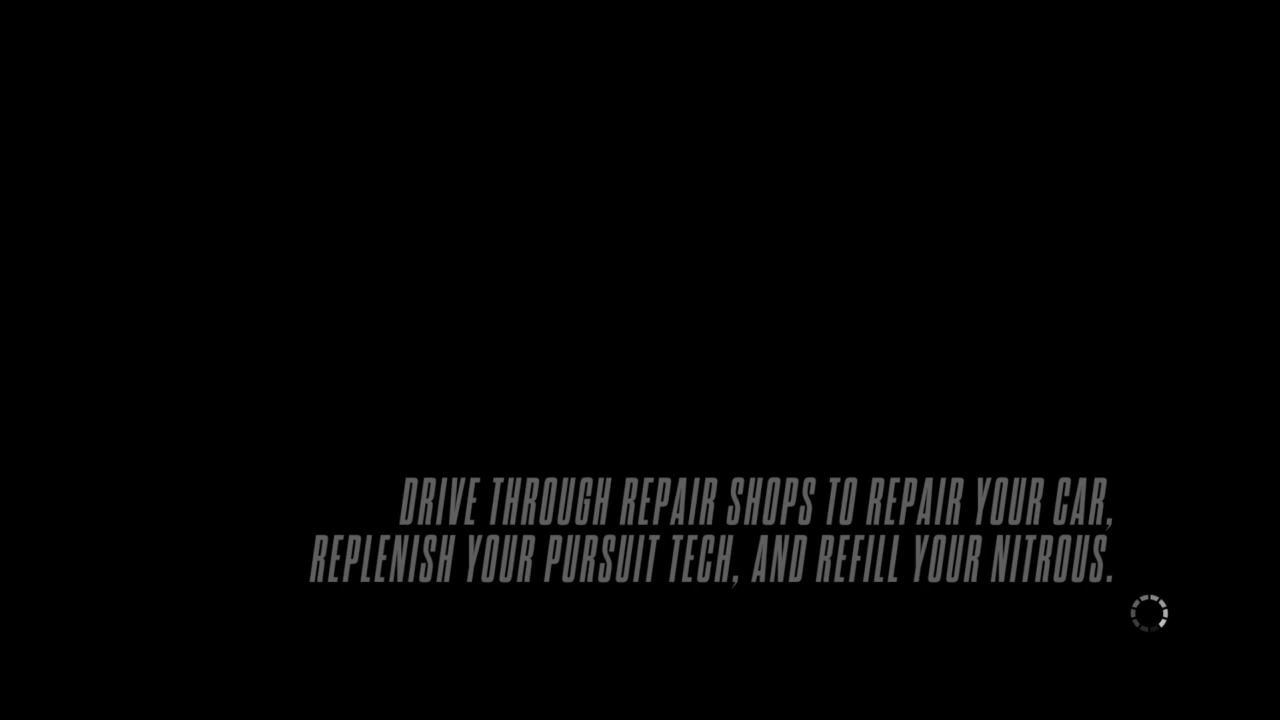 DRIVE THROUGH REPAIR SHOPS TO REPAIR YOUR CAR,
REPLENISH YOUR PURSUIT TECH, AND REFILL YOUR NITROUS.